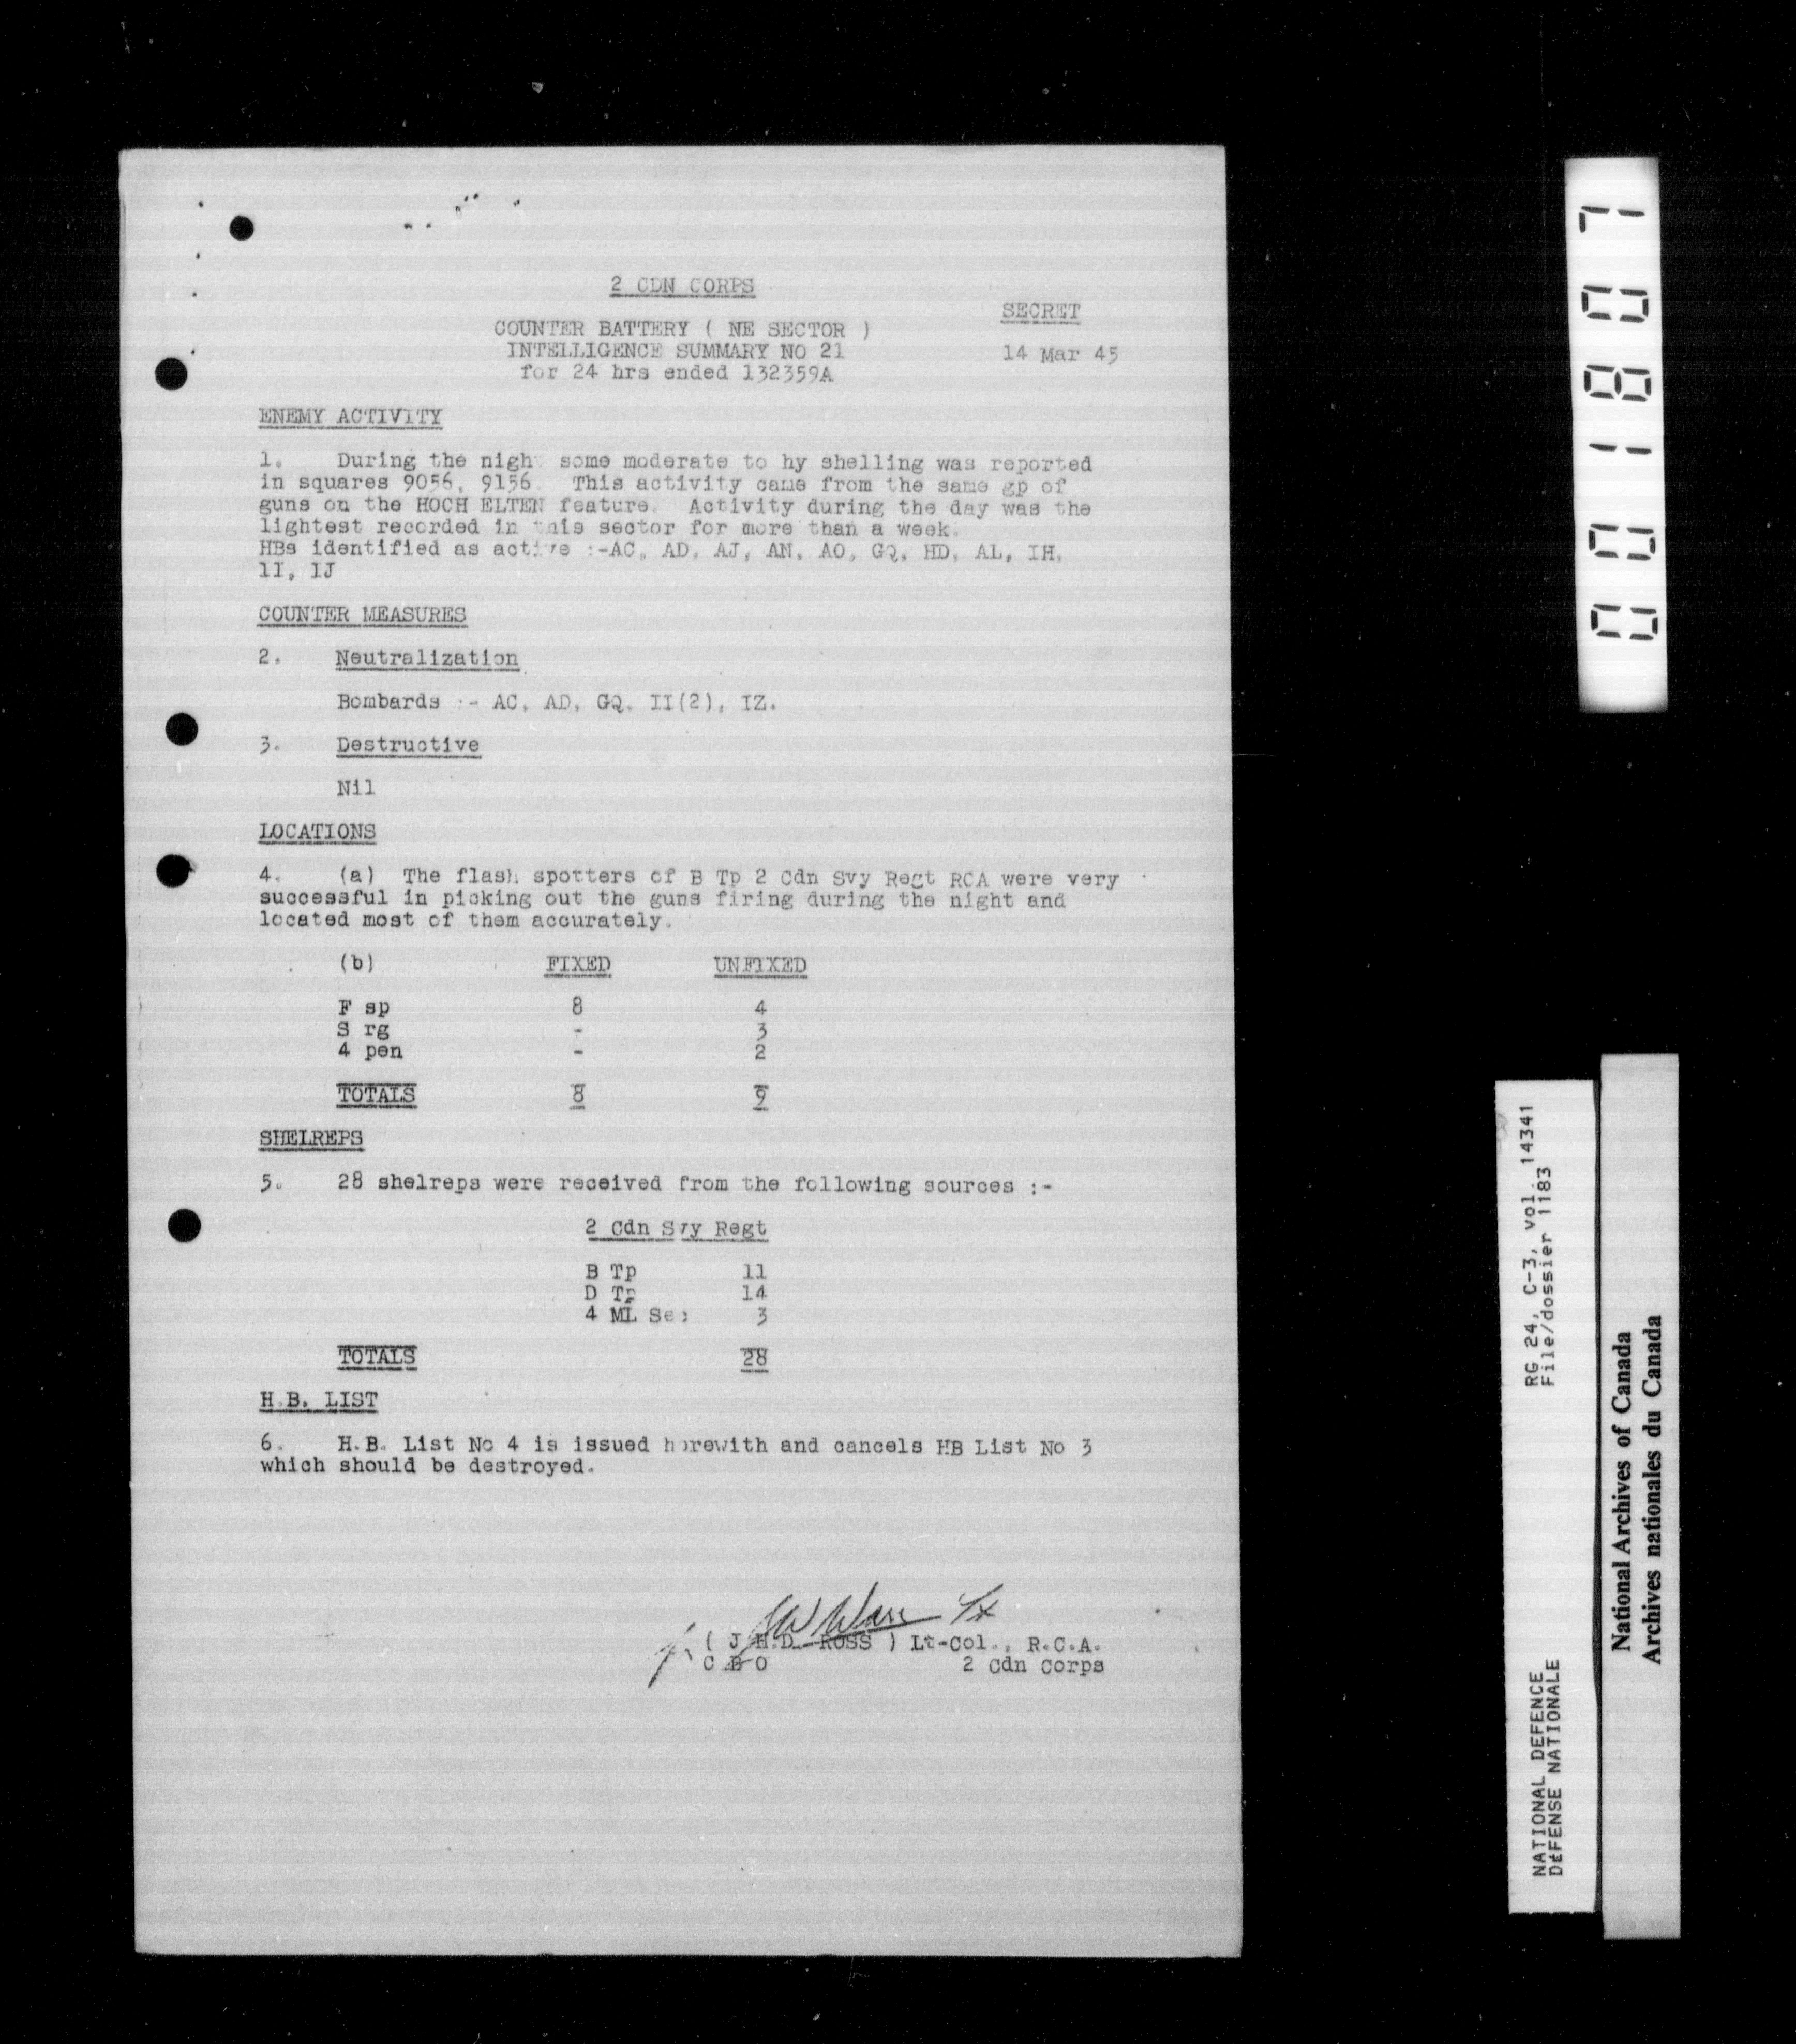 2 CDN CORPS
SECRET
COUNTER BATTERY ( NE SECTOR )
INTELLIGENCE SUMMARY NO 21
14 Mar 45
for 24 hrs ended 132359A
ENEMY ACTIVITY
1. During the nigh some moderate to hy shelling was reported
in squares 9056, 9156. This activity came from the same gp of
guns on the HOCH ELTEN feature. Activity during the day was the
lightest recorded in this sector for more than a week.
HBs identified as active :-AC, AD, AJ, AN, AO, GQ, HD, AL, IH,
1I, IJ
COUNTER MEASURES
2. Neutralization
Bombards :- AC, AD, GQ, II(2), IZ.
3. Destructive
Nil
LOCATIONS
4. (a) The flash spotters of B Tp 2 Cdn Svy Regt RCA were very
successful in picking out the guns firing during the night and
located most of them accurately.
(b) FIXED UNFIXED
F sp 8 4
S rg - 3
4 pen - 2
TOTALS 8 9
SHELREPS
5. 28 shelreps were received from the following sources :-
2 Cdn Svy Regt
B Tp 11
D Tp 14
4 ML Sec 3
TOTALS 28
H.B. LIST
6. H.B. List No 4 is issued herewith and cancels HB List No 3
which should be destroyed.
( J H.D. ROSS ) Lt-Col., R.C.A.
C B O 2 Cdn Corps
0001807
RG 24, C-3, vol. 14341
File/dossier 1183
NATIONAL DEFENCE
DéFENSE NATIONALE
National Archives of Canada
Archives nationales du Canada